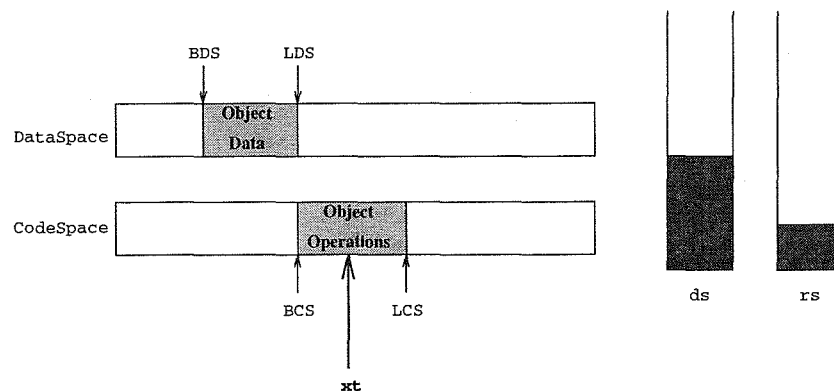 BDS LDS
Object
Data
DataSpace
Object
Operations
CodeSpace
BCS LCS
xt
ds rs